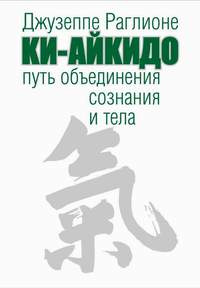 Джузеппе Раглионе
КИ-АЙКИДО
путь объединения
сознания
и тела
氣